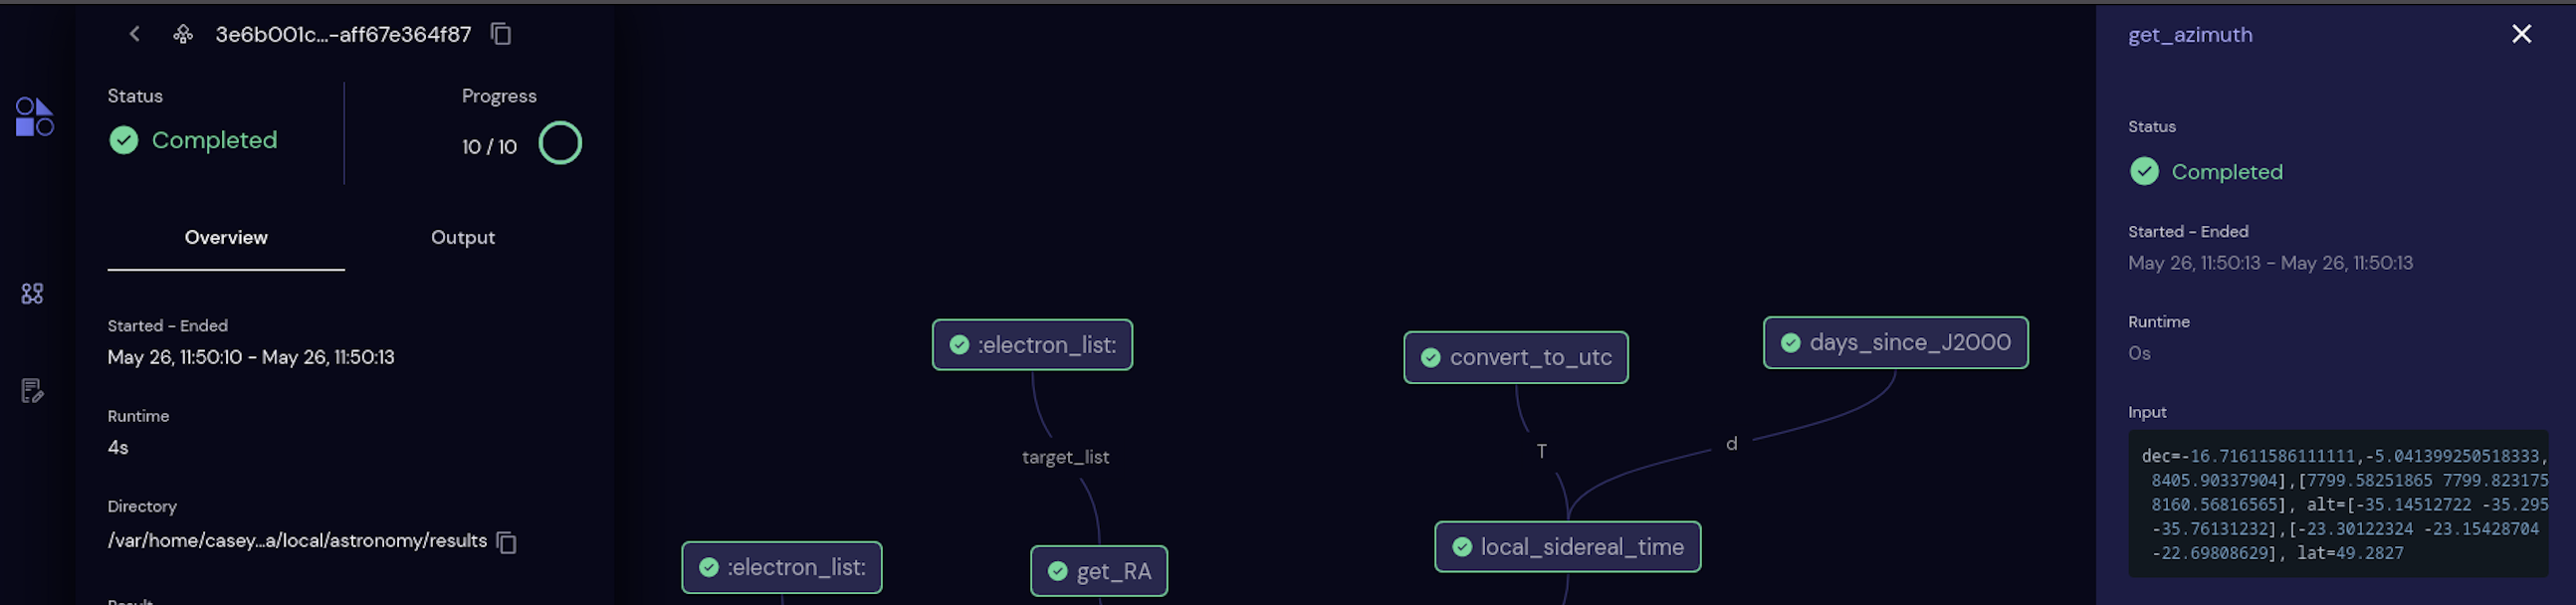 3e6b001c...-aff67e364f87
Status
Completed
Progress
10 / 10
Overview
Output
Started - Ended
May 26, 11:50:10 - May 26, 11:50:13
Runtime
4s
Directory
/var/home/casey...a/local/astronomy/results
:electron_list:
convert_to_utc
days_since_J2000
target_list
T
d
:electron_list:
get_RA
local_sidereal_time
get_azimuth
Status
Completed
Started - Ended
May 26, 11:50:13 - May 26, 11:50:13
Runtime
0s
Input
dec=-16.71611586111111,-5.041399250518333,
8405.90337904],[7799.58251865 7799.823175
8160.56816565], alt=[-35.14512722 -35.295
-35.76131232],[-23.30122324 -23.15428704
-22.69808629], lat=49.2827